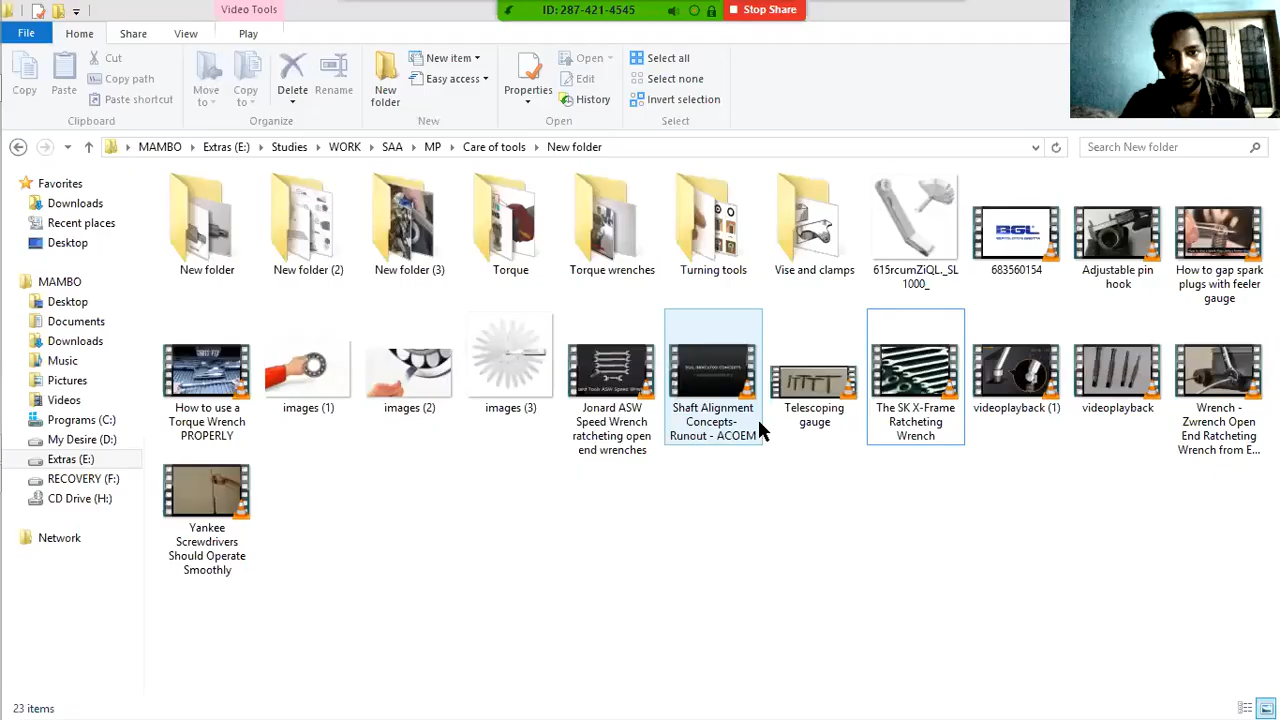 ID: 287-421-4545
Stop Share
Video Tools
File
Home
Share
View
Play
Copy
Paste
Cut
Copy path
Paste shortcut
Clipboard
Move to
Copy to
Delete
Rename
Organize
New folder
New item
Easy access
New
Properties
Open
Edit
History
Open
Select all
Select none
Invert selection
Select
MAMBO
Extras (E:)
Studies
WORK
SAA
MP
Care of tools
New folder
Search New folder
Favorites
Downloads
Recent places
Desktop
MAMBO
Desktop
Documents
Downloads
Music
Pictures
Videos
Programs (C:)
My Desire (D:)
Extras (E:)
RECOVERY (F:)
CD Drive (H:)
Network
New folder
New folder (2)
New folder (3)
Torque
Torque wrenches
Turning tools
Vise and clamps
615rcumZiQL._SL
1000_
BGL
683560154
Adjustable pin
hook
How to gap spark
plugs with feeler
gauge
How to use a
Torque Wrench
PROPERLY
images (1)
images (2)
images (3)
Jonard ASW
Speed Wrench
ratcheting open
end wrenches
Shaft Alignment
Concepts-
Runout - ACOEM
Telescoping
gauge
The SK X-Frame
Ratcheting
Wrench
videoplayback (1)
videoplayback
Wrench -
Zwrench Open
End Ratcheting
Wrench from E...
Yankee
Screwdrivers
Should Operate
Smoothly
23 items